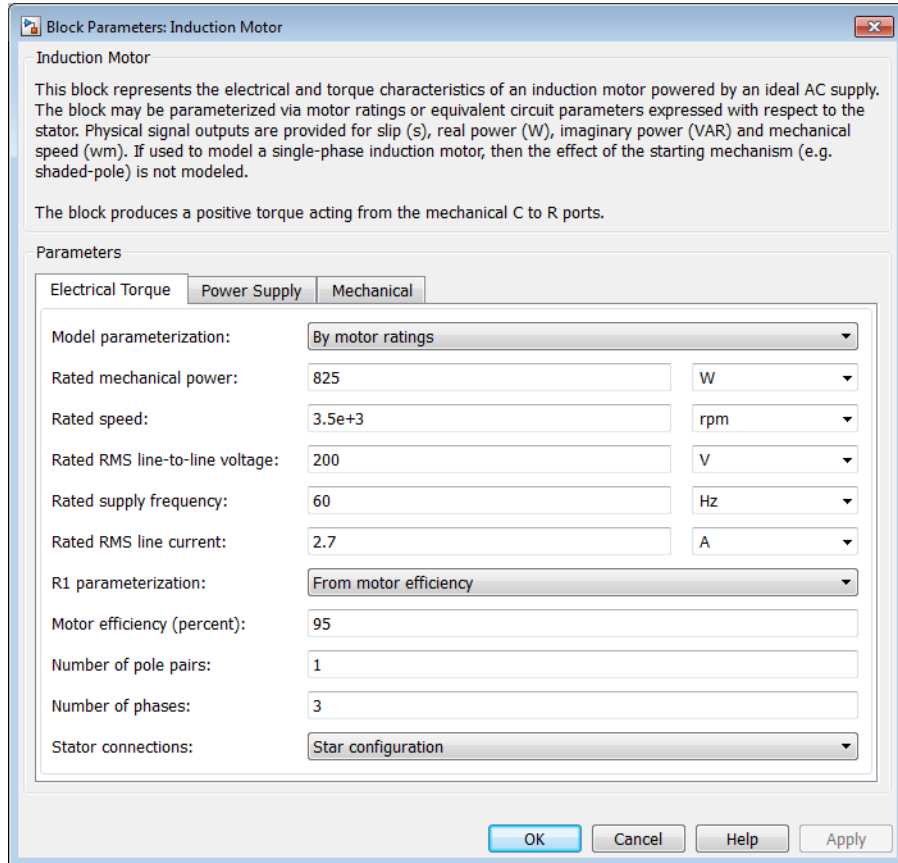 Block Parameters: Induction Motor
Induction Motor
This block represents the electrical and torque characteristics of an induction motor powered by an ideal AC supply.
The block may be parameterized via motor ratings or equivalent circuit parameters expressed with respect to the
stator. Physical signal outputs are provided for slip (s), real power (W), imaginary power (VAR) and mechanical
speed (wm). If used to model a single-phase induction motor, then the effect of the starting mechanism (e.g.
shaded-pole) is not modeled.
The block produces a positive torque acting from the mechanical C to R ports.
Parameters
Electrical Torque Power Supply Mechanical
Model parameterization: By motor ratings
Rated mechanical power: 825 W
Rated speed: 3.5e+3 rpm
Rated RMS line-to-line voltage: 200 V
Rated supply frequency: 60 Hz
Rated RMS line current: 2.7 A
R1 parameterization: From motor efficiency
Motor efficiency (percent): 95
Number of pole pairs: 1
Number of phases: 3
Stator connections: Star configuration
OK Cancel Help Apply